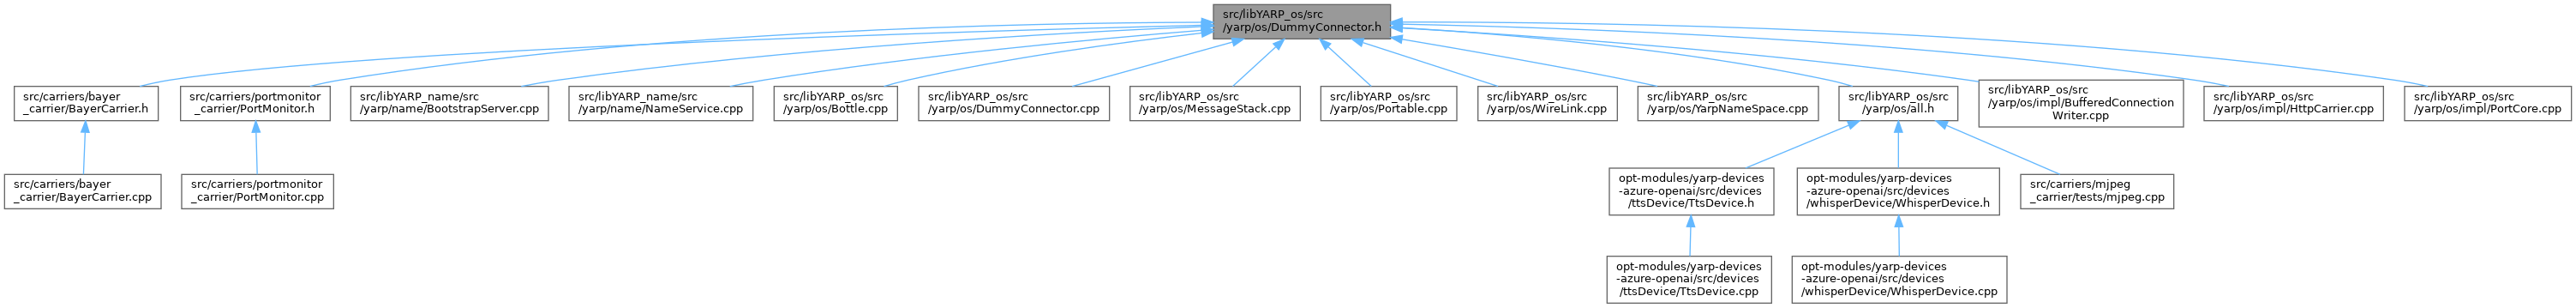 src/libYARP_os/src
/yarp/os/DummyConnector.h
src/carriers/bayer
_carrier/BayerCarrier.h
src/carriers/portmonitor
_carrier/PortMonitor.h
src/libYARP_name/src
/yarp/name/BootstrapServer.cpp
src/libYARP_name/src
/yarp/name/NameService.cpp
src/libYARP_os/src
/yarp/os/Bottle.cpp
src/libYARP_os/src
/yarp/os/DummyConnector.cpp
src/libYARP_os/src
/yarp/os/MessageStack.cpp
src/libYARP_os/src
/yarp/os/Portable.cpp
src/libYARP_os/src
/yarp/os/WireLink.cpp
src/libYARP_os/src
/yarp/os/YarpNameSpace.cpp
src/libYARP_os/src
/yarp/os/all.h
src/libYARP_os/src
/yarp/os/impl/BufferedConnection
Writer.cpp
src/libYARP_os/src
/yarp/os/impl/HttpCarrier.cpp
src/libYARP_os/src
/yarp/os/impl/PortCore.cpp
src/carriers/bayer
_carrier/BayerCarrier.cpp
src/carriers/portmonitor
_carrier/PortMonitor.cpp
opt-modules/yarp-devices
-azure-openai/src/devices
/ttsDevice/TtsDevice.h
opt-modules/yarp-devices
-azure-openai/src/devices
/whisperDevice/WhisperDevice.h
src/carriers/mjpeg
_carrier/tests/mjpeg.cpp
opt-modules/yarp-devices
-azure-openai/src/devices
/ttsDevice/TtsDevice.cpp
opt-modules/yarp-devices
-azure-openai/src/devices
/whisperDevice/WhisperDevice.cpp